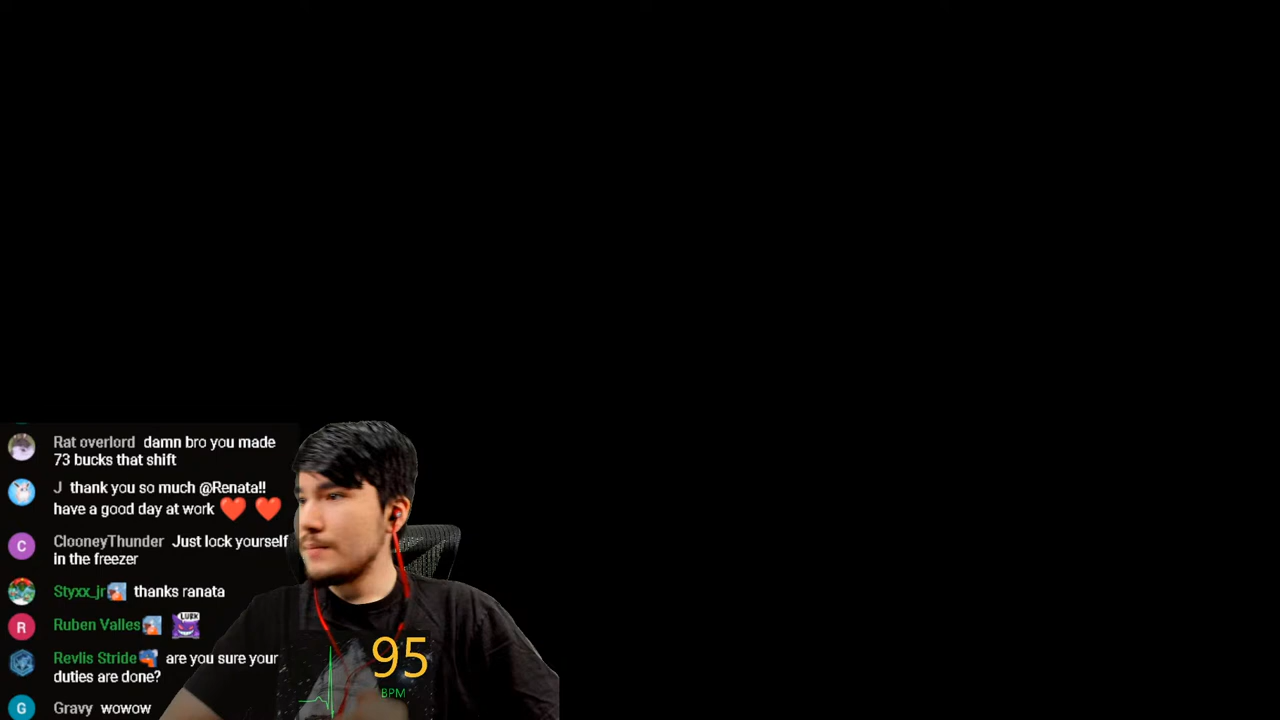 Rat overlord damn bro you made
73 bucks that shift
J thank you so much @Renata!!
have a good day at work
C ClooneyThunder Just lock yourself
in the freezer
Styxx_jr thanks ranata
R Ruben Valles LURK
Revlis Stride are you sure your
duties are done?
G Gravy wowow
95
BPM